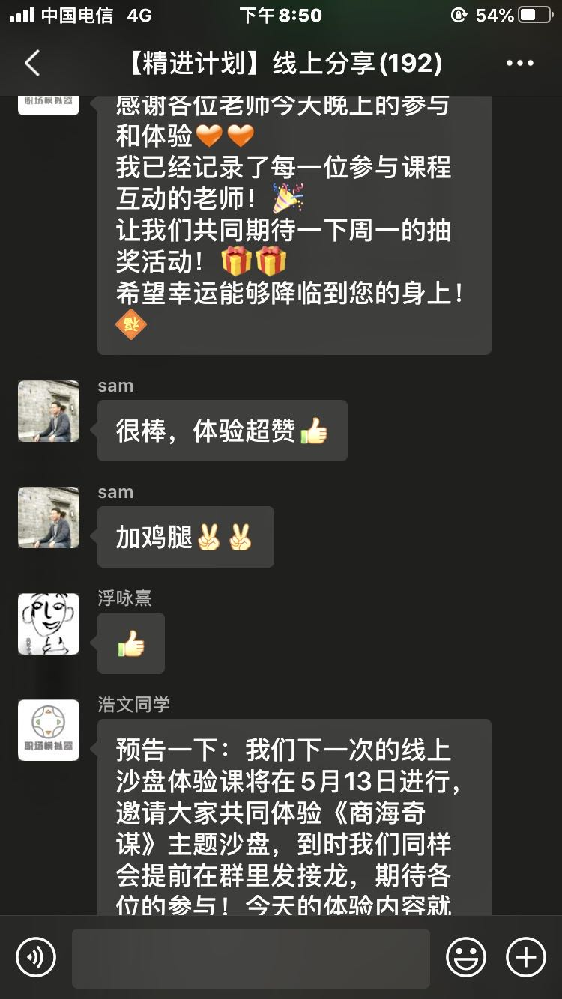 中国电信 4G 下午8:50 54%
【精进计划】线上分享(192)
职场模拟器
感谢各位老师今天晚上的参与
和体验🧡🧡
我已经记录了每一位参与课程
互动的老师！🎉
让我们共同期待一下周一的抽
奖活动！🎁🎁
希望幸运能够降临到您的身上！
福
sam
很棒，体验超赞👍
sam
加鸡腿✌✌
浮咏熹
👍
浩文同学
职场模拟器
预告一下：我们下一次的线上
沙盘体验课将在5月13日进行，
邀请大家共同体验《商海奇
谋》主题沙盘，到时我们同样
会提前在群里发接龙，期待各
位的参与！今天的体验内容就